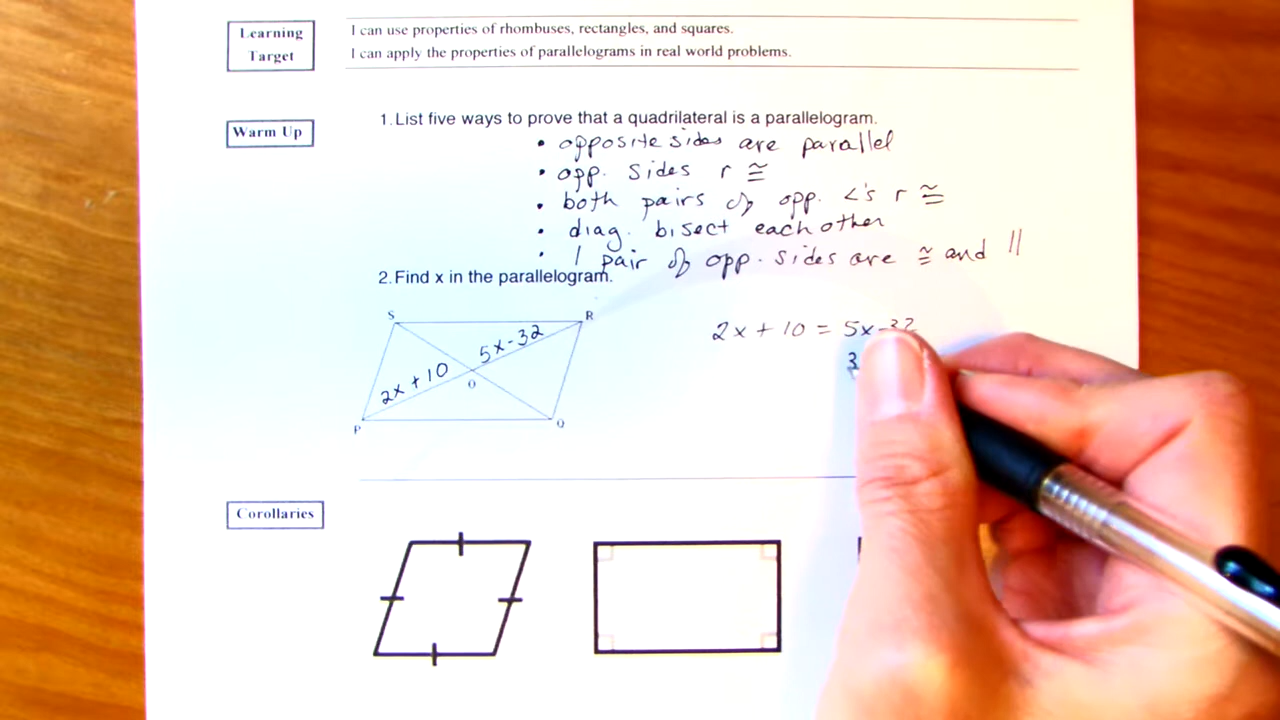 Learning
Target
I can use properties of rhombuses, rectangles, and squares.
I can apply the properties of parallelograms in real world problems.
Warm Up
1. List five ways to prove that a quadrilateral is a parallelogram.
• opposite sides are parallel
• opp. sides r ≅
• both pairs of opp. <'s r ≅
• diag. bisect each other
• 1 pair of opp. sides are ≅ and ||
2. Find x in the parallelogram.
S
R
5x-32
2x + 10
O
P
Q
2x + 10 = 5x-32
3
Corollaries